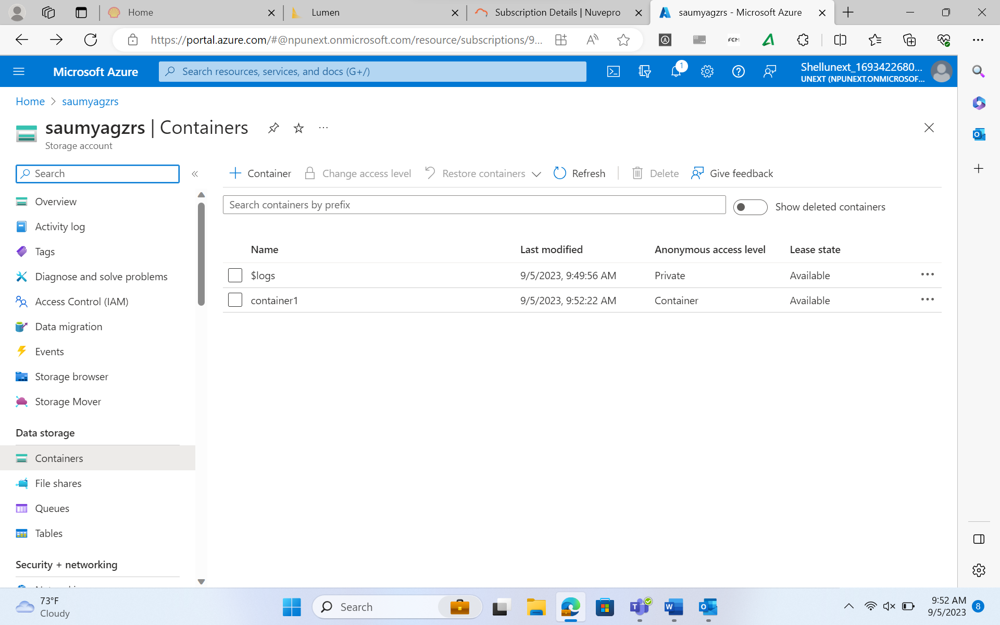 Home
Lumen
Subscription Details | Nuvepro
saumyagzrs - Microsoft Azure
https://portal.azure.com/#@npunext.onmicrosoft.com/resource/subscriptions/9...
Microsoft Azure
Search resources, services, and docs (G+/)
1
Shellunext_1693422680...
UNEXT (NPUNEXT.ONMICROSOF...
Home > saumyagzrs
saumyagzrs | Containers
Storage account
Search
Container
Change access level
Restore containers
Refresh
Delete
Give feedback
Search containers by prefix
Show deleted containers
Name Last modified Anonymous access level Lease state
$logs 9/5/2023, 9:49:56 AM Private Available
container1 9/5/2023, 9:52:22 AM Container Available
Overview
Activity log
Tags
Diagnose and solve problems
Access Control (IAM)
Data migration
Events
Storage browser
Storage Mover
Data storage
Containers
File shares
Queues
Tables
Security + networking
73°F
Cloudy
Search
9:52 AM
9/5/2023
8